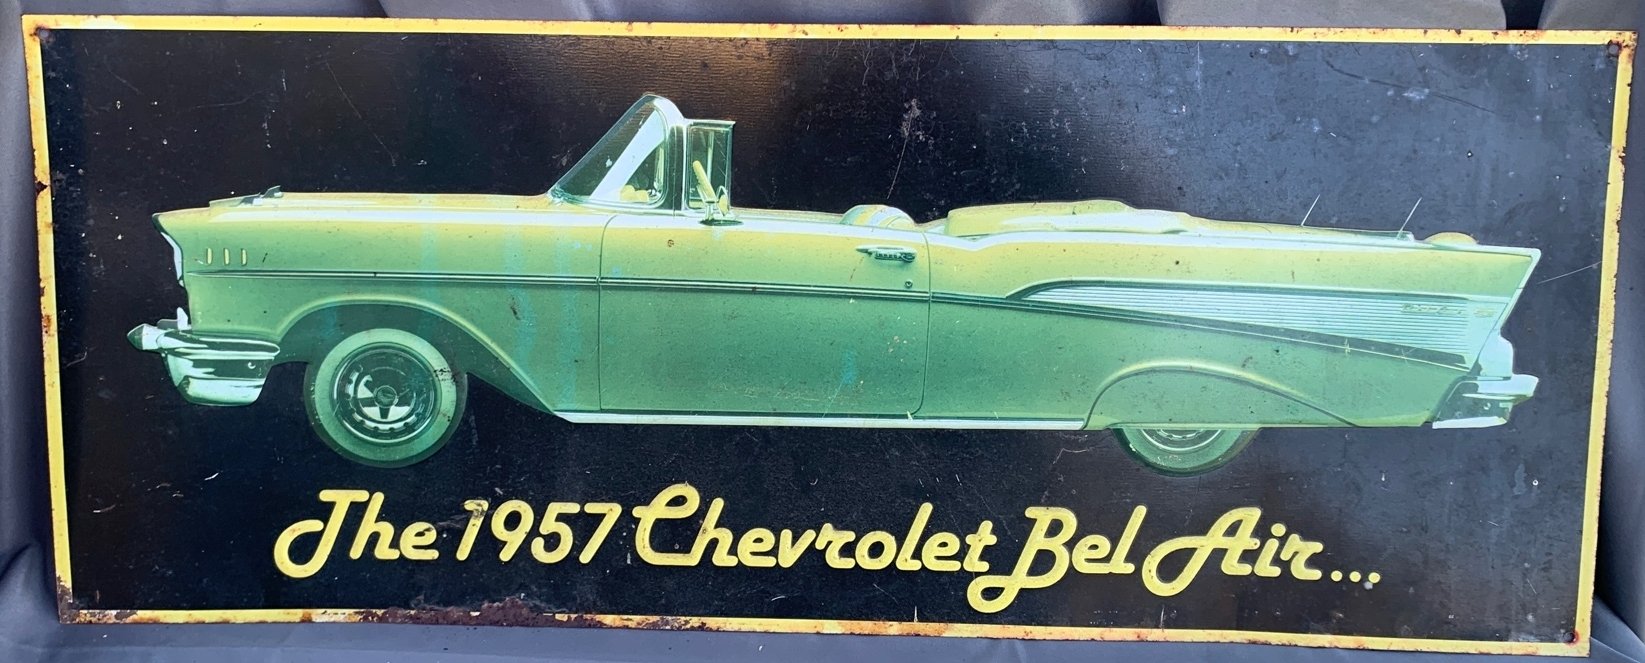 The 1957 Chevrolet Bel Air...